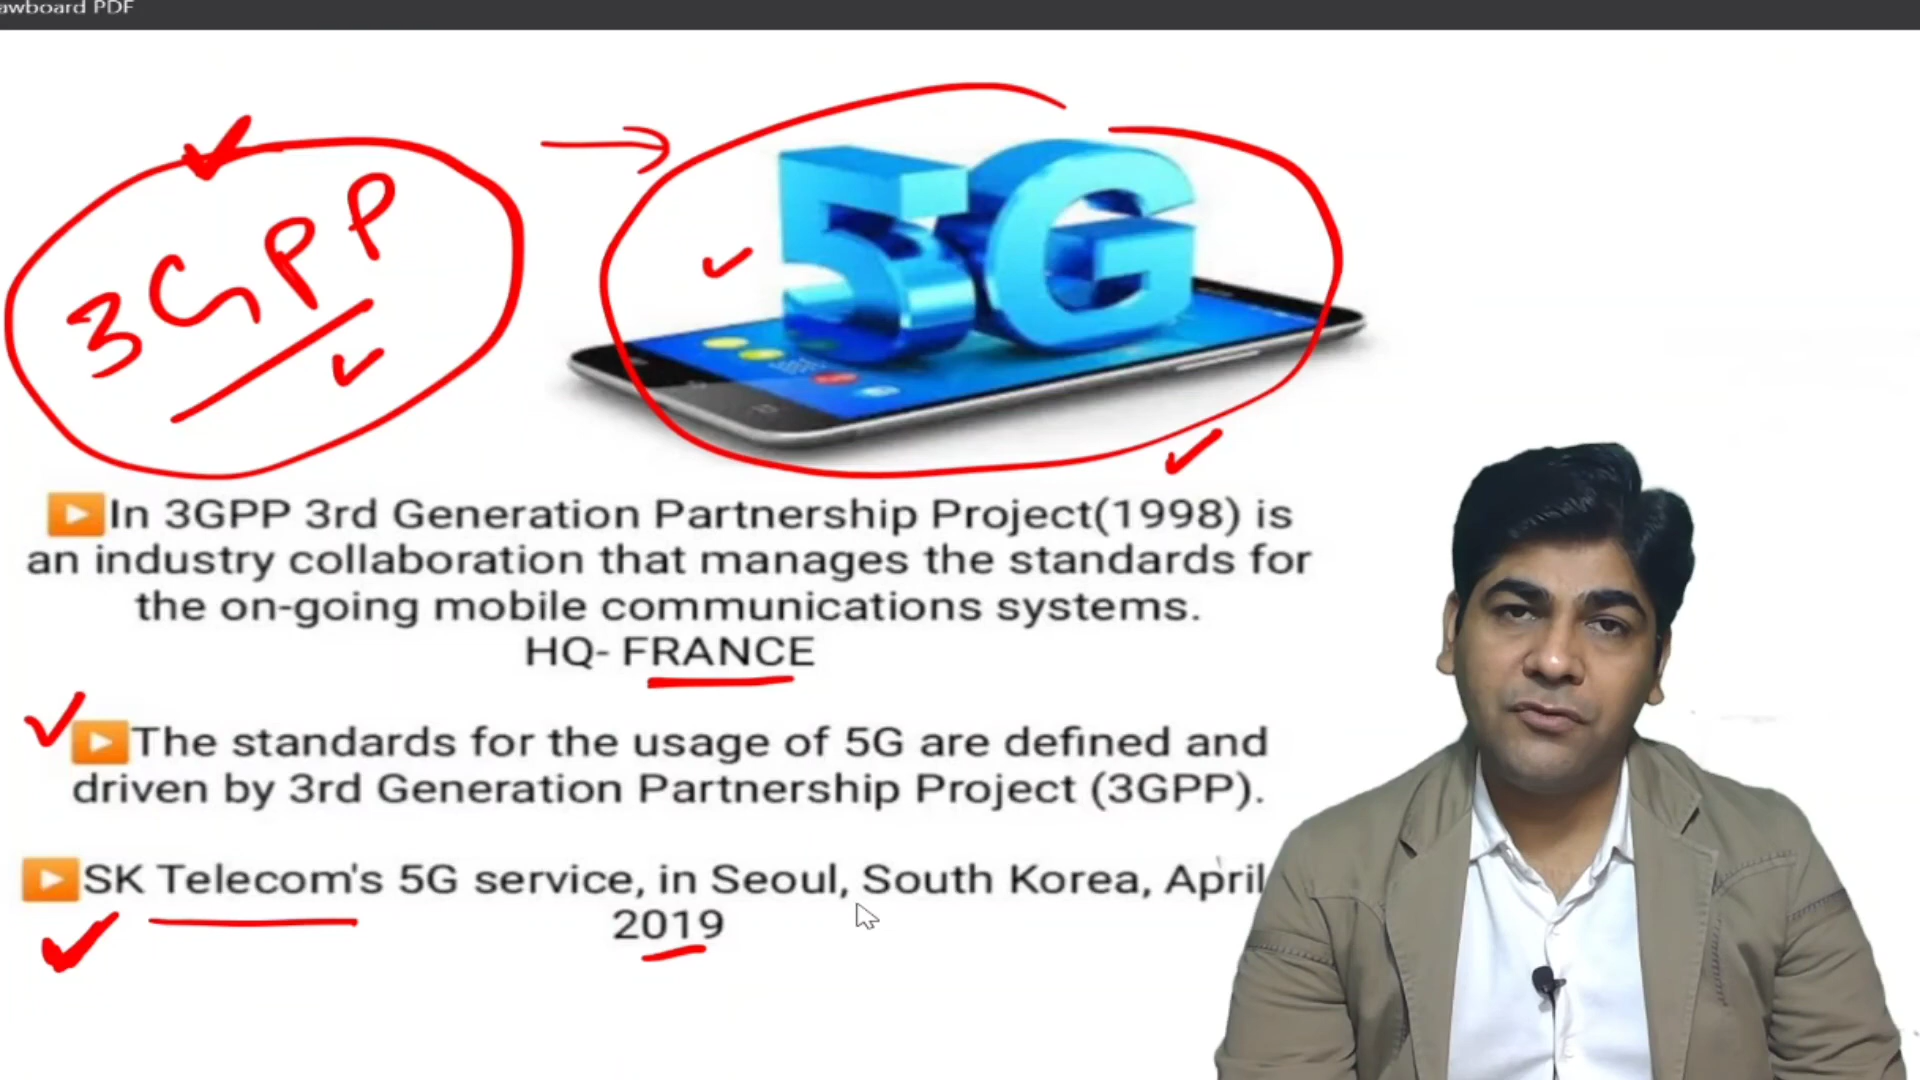 awboard PDF
3GPP
5G
In 3GPP 3rd Generation Partnership Project(1998) is
an industry collaboration that manages the standards for
the on-going mobile communications systems.
HQ- FRANCE
The standards for the usage of 5G are defined and
driven by 3rd Generation Partnership Project (3GPP).
SK Telecom's 5G service, in Seoul, South Korea, April
2019